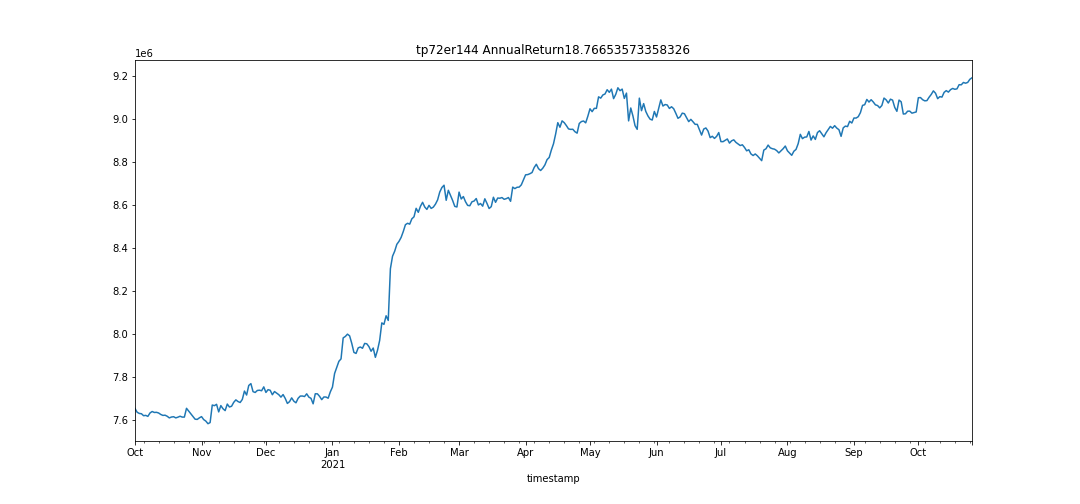 tp72er144 AnnualReturn18.76653573358326
1e6
9.2
9.0
8.8
8.6
8.4
8.2
8.0
7.8
7.6
Oct Nov Dec Jan Feb Mar Apr May Jun Jul Aug Sep Oct
2021
timestamp